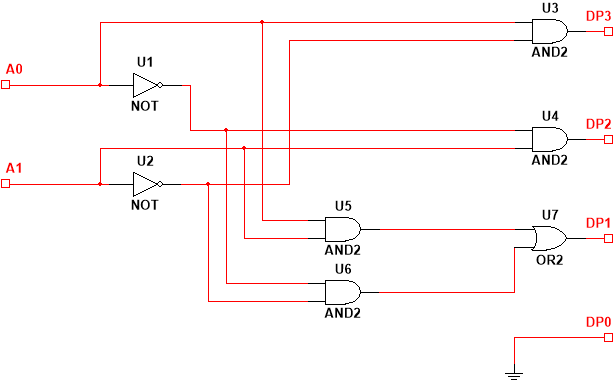 U3
DP3
AND2
A0
U1
NOT
U4
DP2
AND2
A1
U2
NOT
U5
AND2
U7
DP1
OR2
U6
AND2
DP0